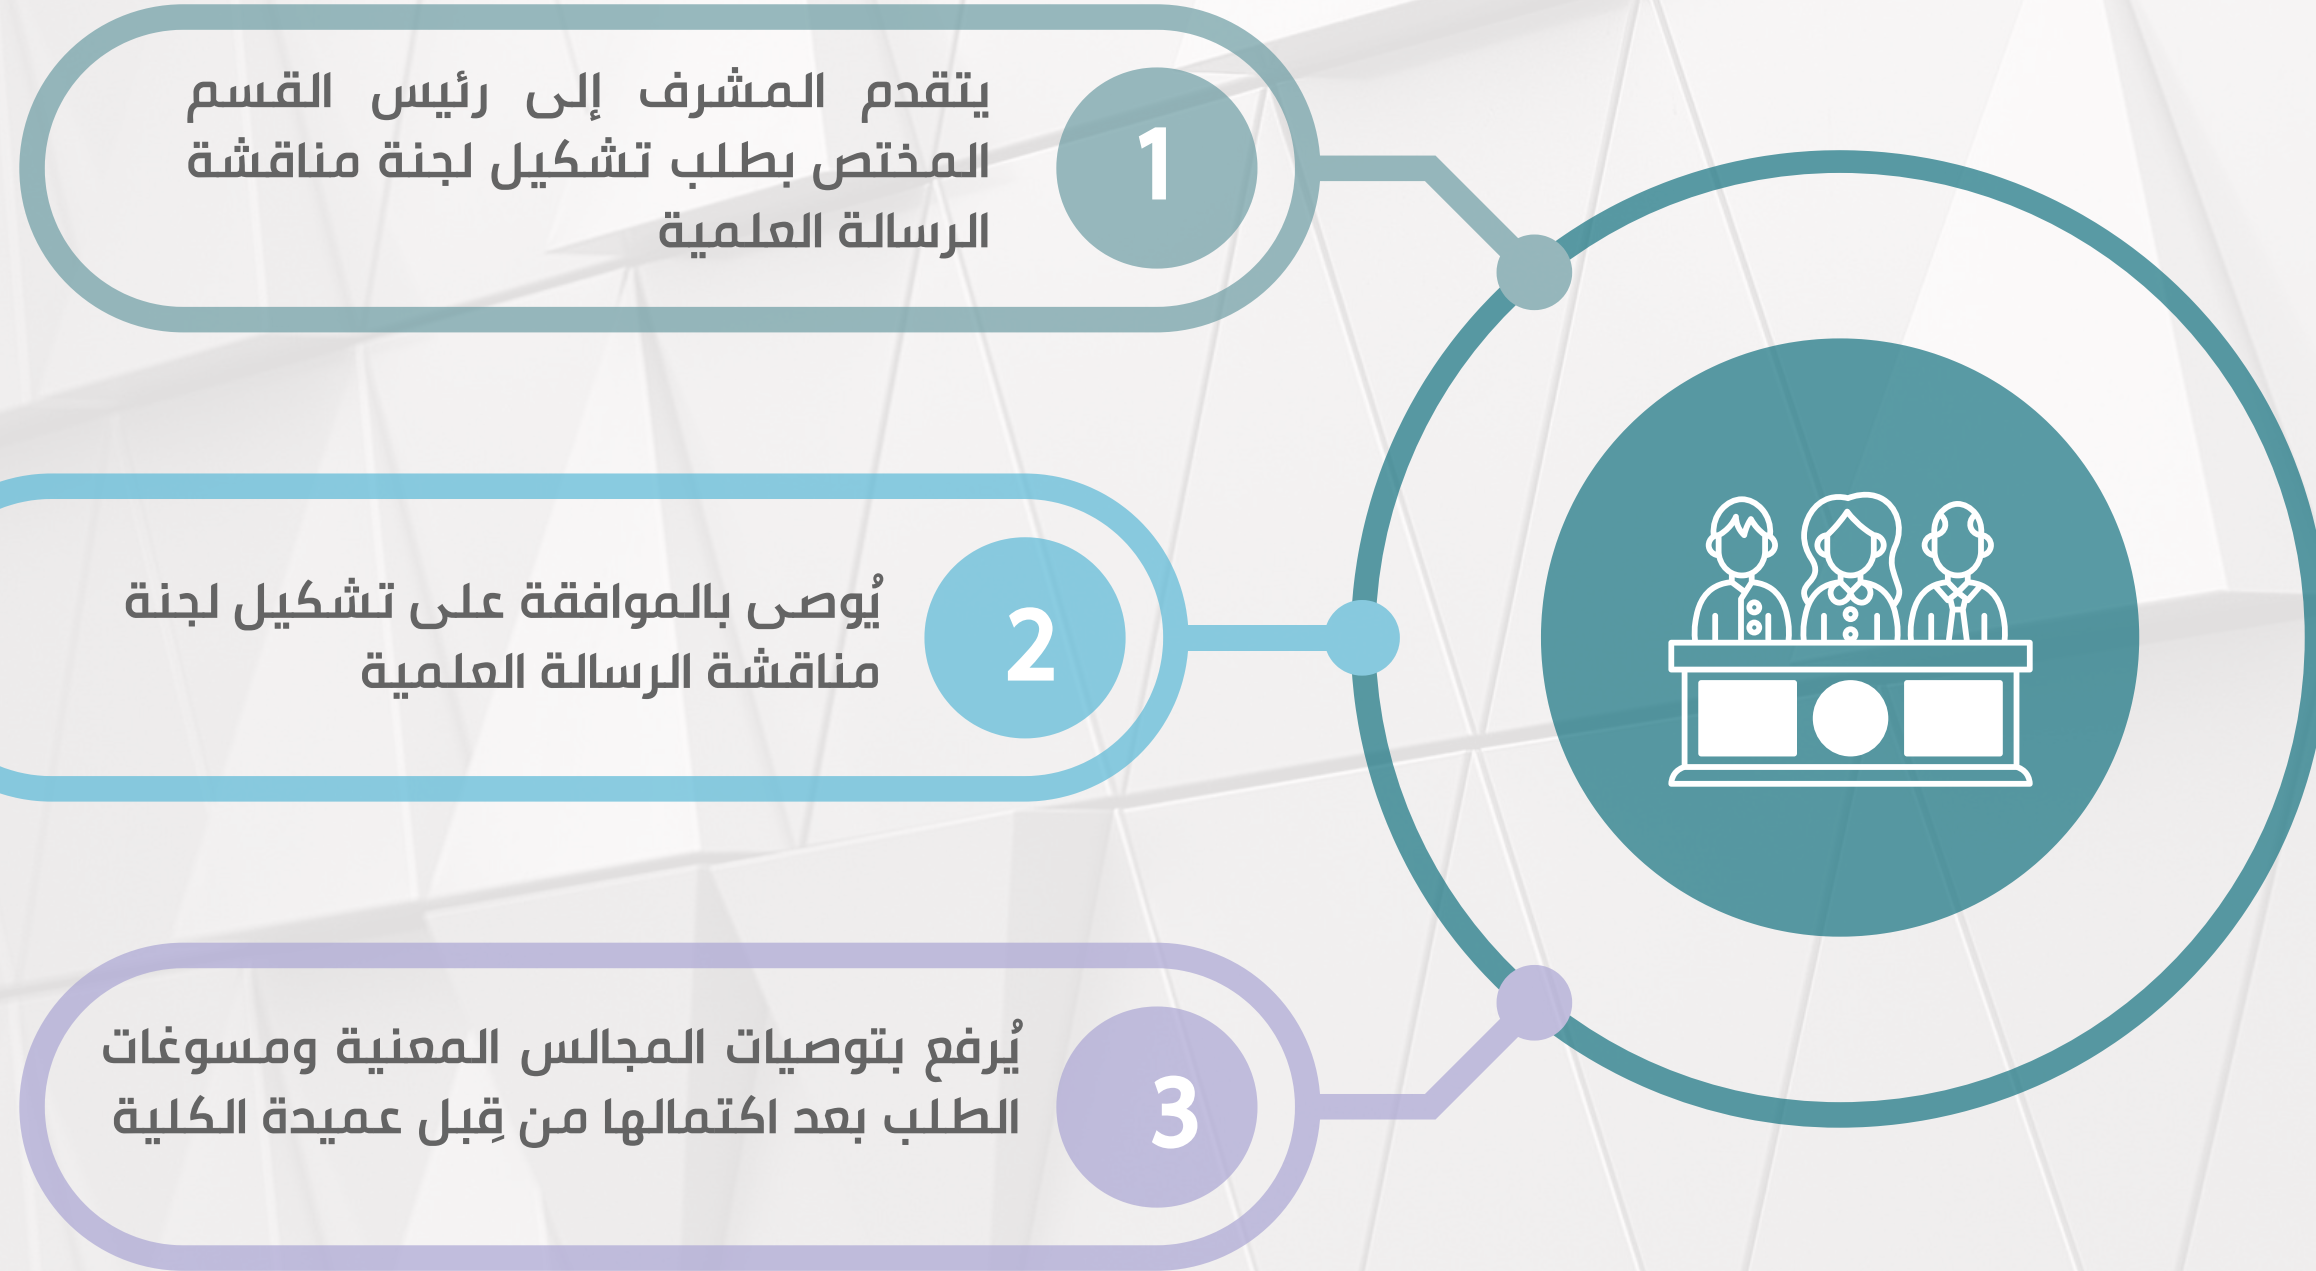 1
يتقدم المشرف إلى رئيس القسم
المختص بطلب تشكيل لجنة مناقشة
الرسالة العلمية
2
يُوصى بالموافقة على تشكيل لجنة
مناقشة الرسالة العلمية
3
يُرفع بتوصيات المجالس المعنية ومسوغات
الطلب بعد اكتمالها من قِبل عميدة الكلية